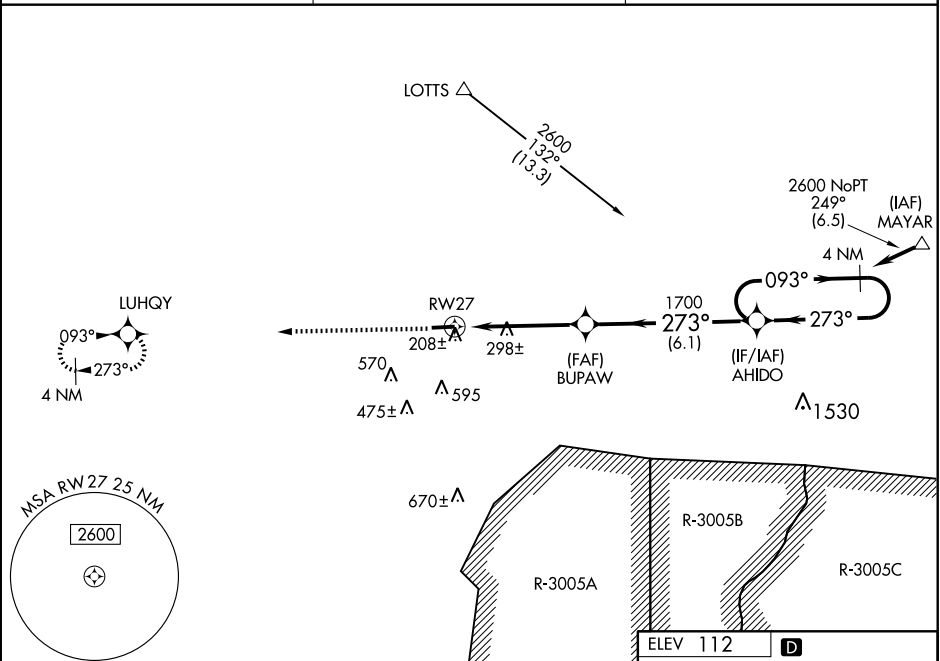 LOTTS
2600
132°
(13.3)
2600 NoPT
249°
(6.5)
(IAF)
MAYAR
4 NM
093°
273°
LUHQY
093°
273°
4 NM
RW27
208±
298±
1700
273°
(6.1)
(FAF)
BUPAW
(IF/IAF)
AHIDO
570
595
475±
1530
670±
MSA RW 27 25 NM
2600
R-3005A
R-3005B
R-3005C
ELEV 112 D